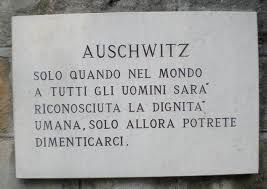 AUSCHWITZ
SOLO QUANDO NEL MONDO
A TUTTI GLI UOMINI SARA'
RICONOSCIUTA LA DIGNITA'
UMANA, SOLO ALLORA POTRETE
DIMENTICARCI.